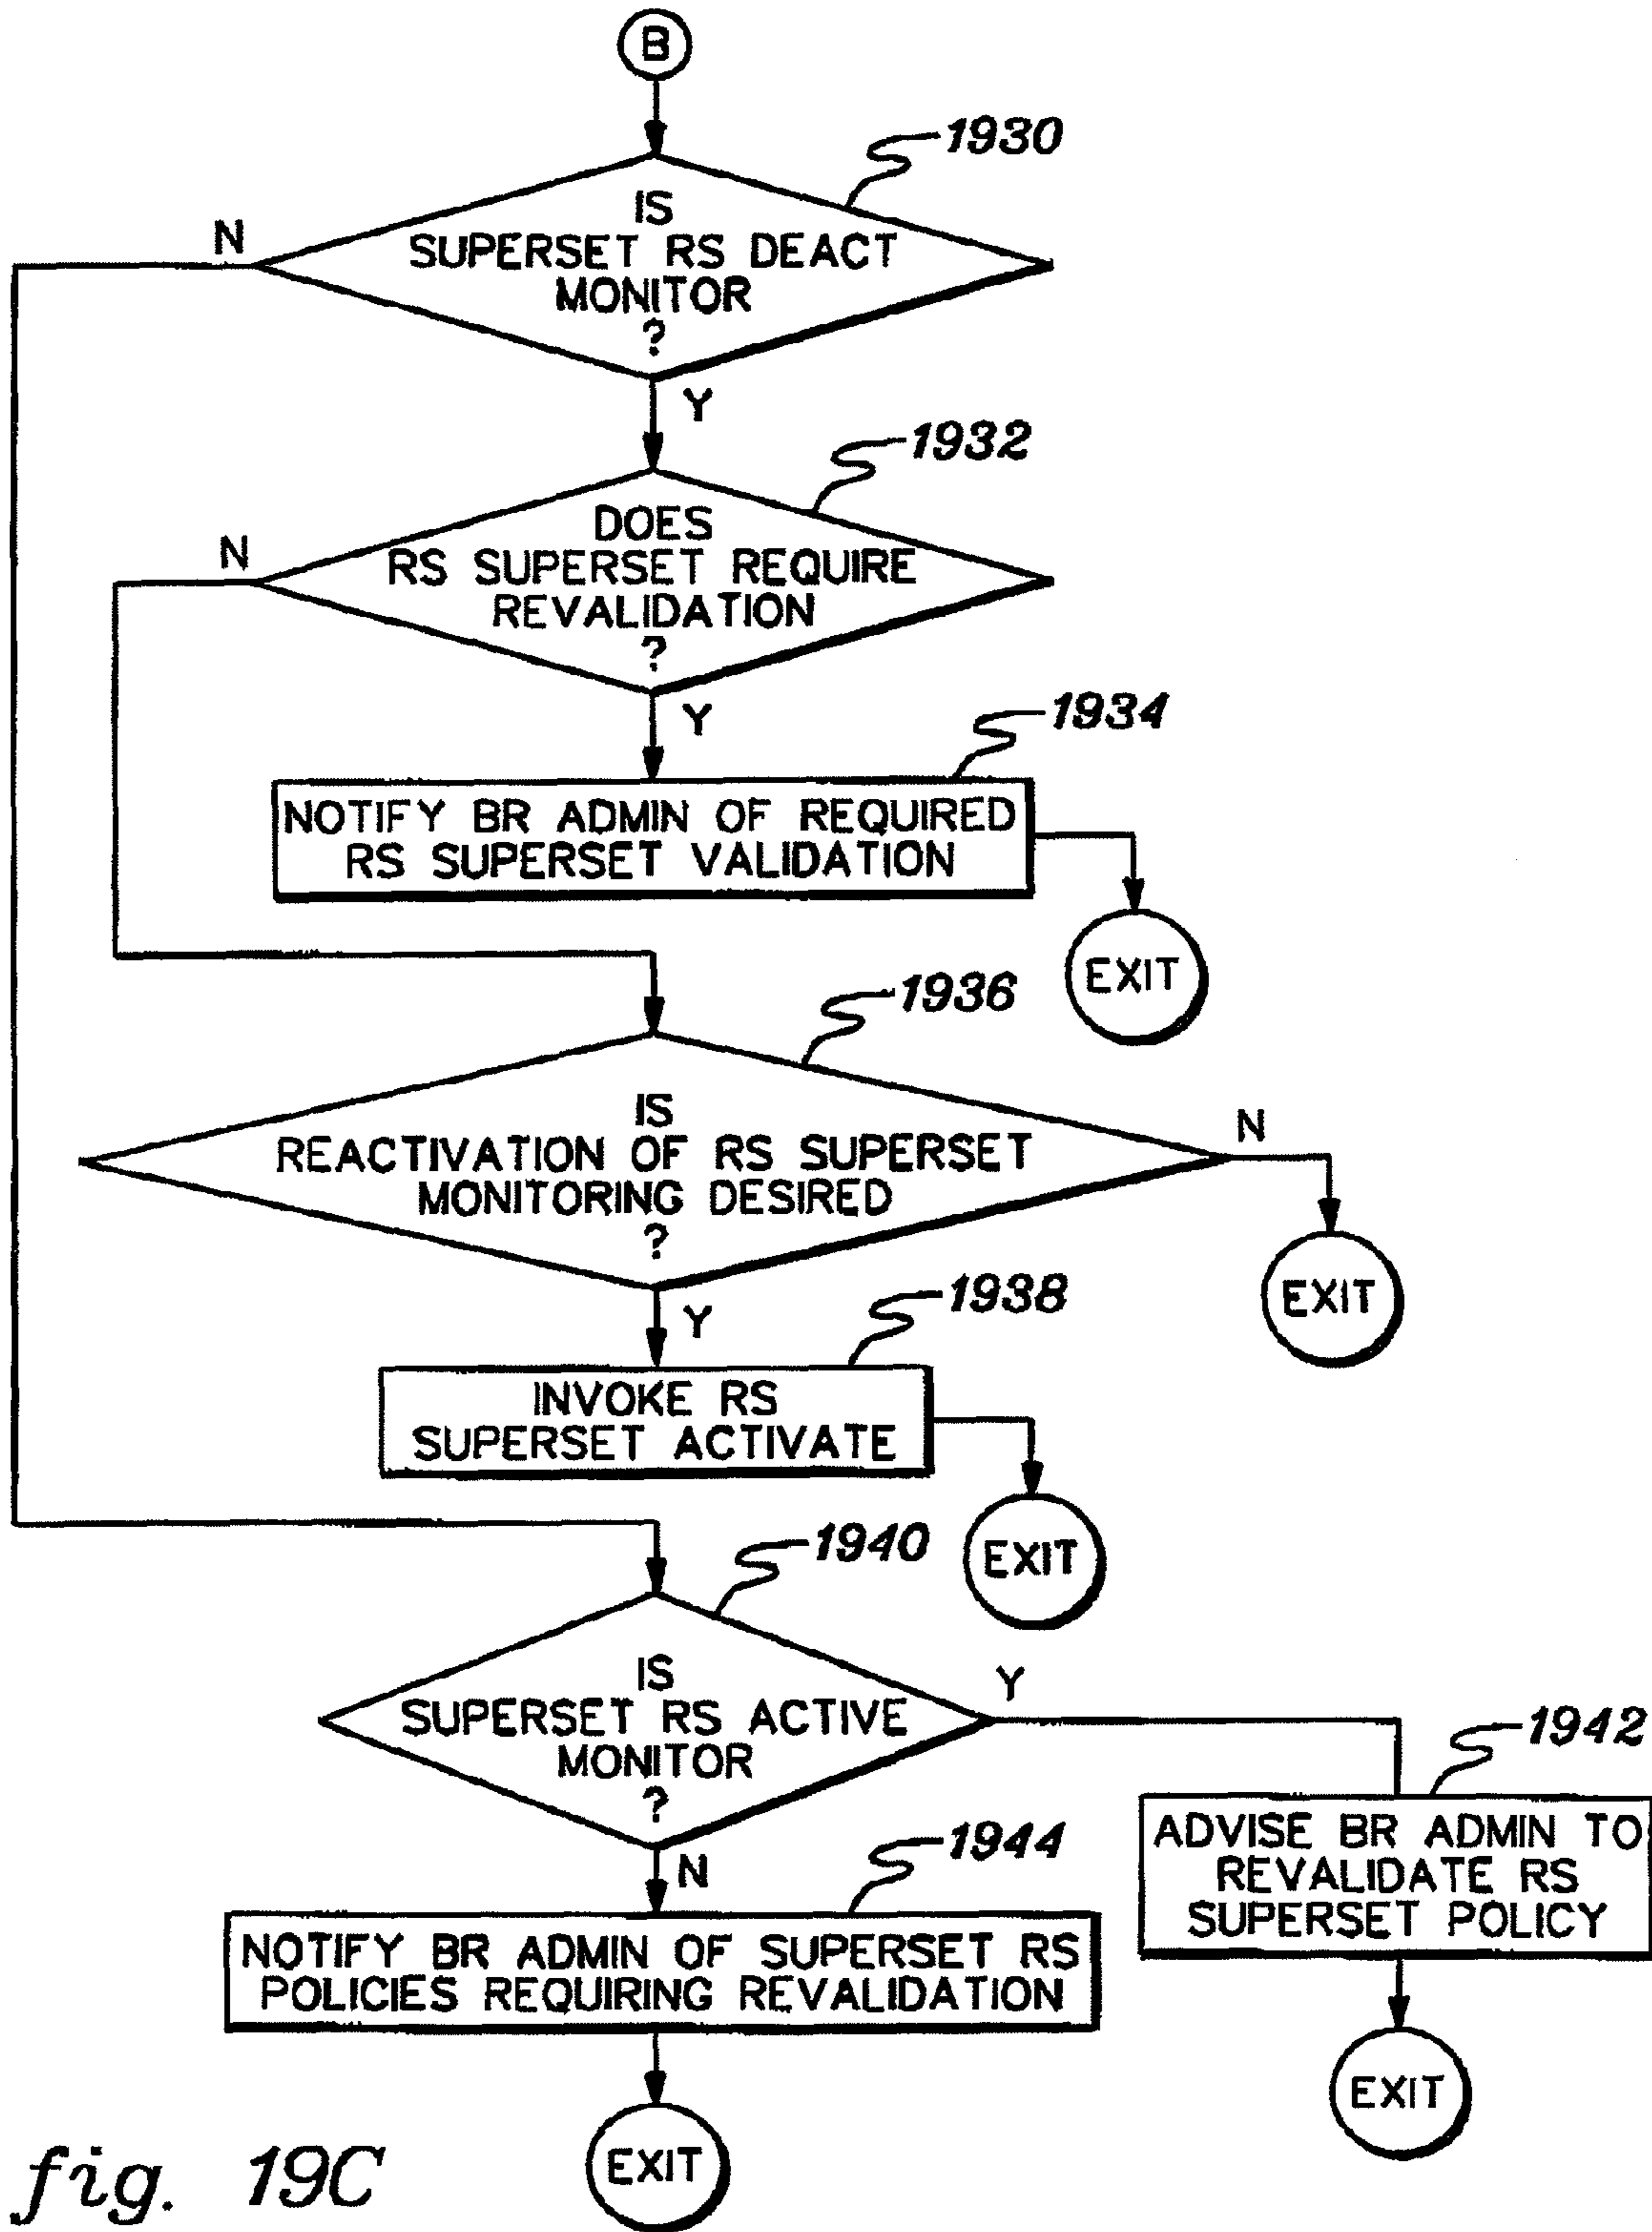 B
1930
IS
SUPERSET RS DEACT
MONITOR
?
N
Y
1932
DOES
RS SUPERSET REQUIRE
REVALIDATION
?
N
Y
1934
NOTIFY BR ADMIN OF REQUIRED
RS SUPERSET VALIDATION
EXIT
1936
IS
REACTIVATION OF RS SUPERSET
MONITORING DESIRED
?
N
EXIT
Y
1938
INVOKE RS
SUPERSET ACTIVATE
EXIT
1940
IS
SUPERSET RS ACTIVE
MONITOR
?
Y
1942
ADVISE BR ADMIN TO
REVALIDATE RS
SUPERSET POLICY
EXIT
N
1944
NOTIFY BR ADMIN OF SUPERSET RS
POLICIES REQUIRING REVALIDATION
EXIT
fig. 19C